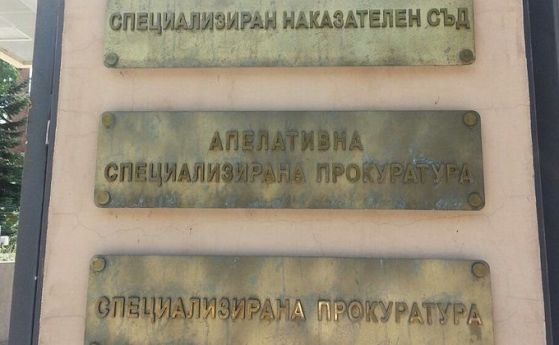 СПЕЦИАЛИЗИРАН НАКАЗАТЕЛЕН СЪД
АПЕЛАТИВНА
СПЕЦИАЛИЗИРАНА ПРОКУРАТУРА
СПЕЦИАЛИЗИРАНА ПРОКУРАТУРА